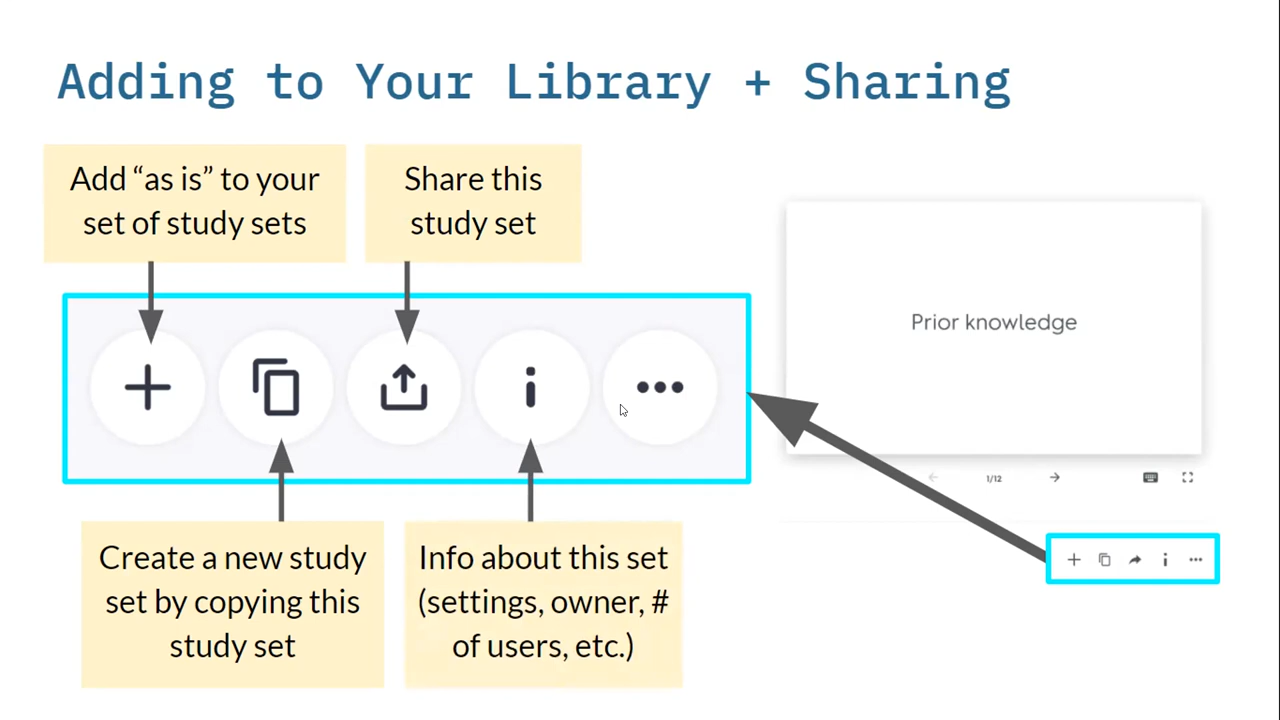 Adding to Your Library + Sharing
Add “as is” to your
set of study sets
Share this
study set
Prior knowledge
1/12
Create a new study
set by copying this
study set
Info about this set
(settings, owner, #
of users, etc.)